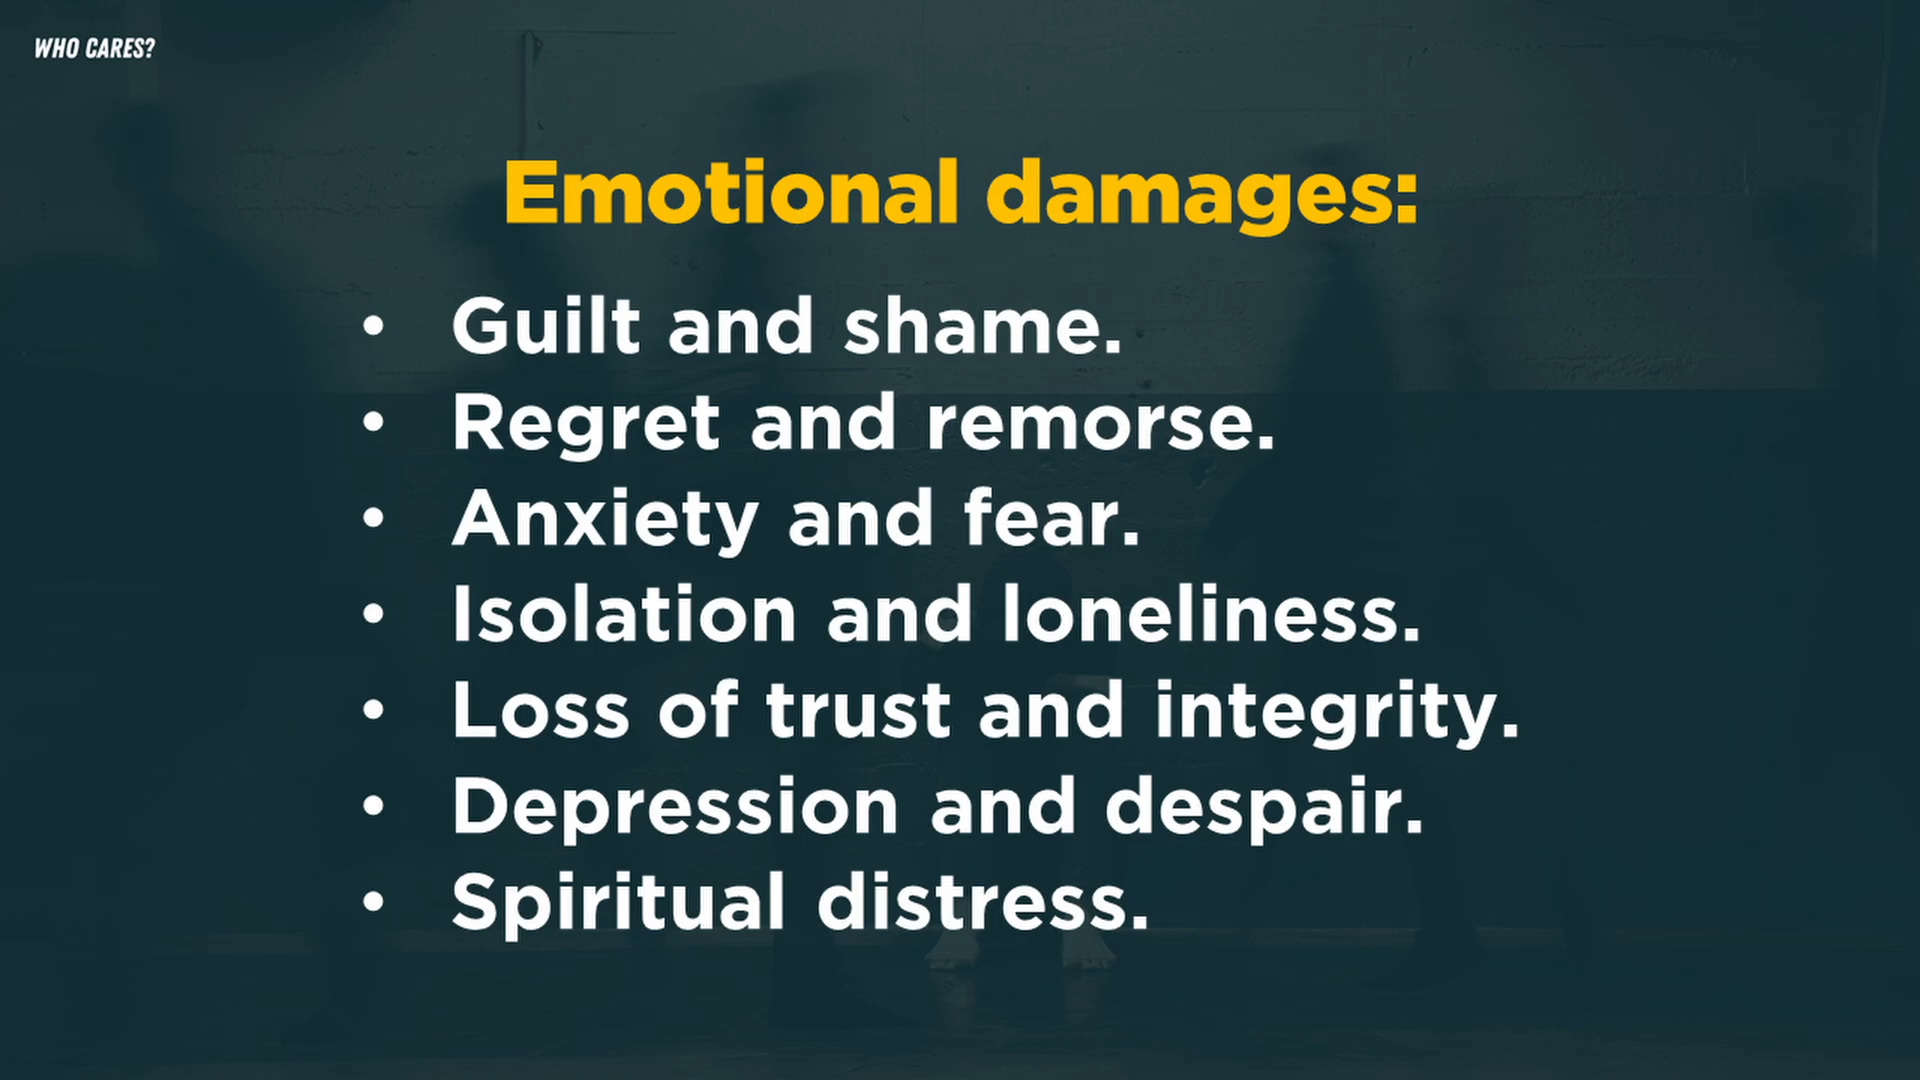 WHO CARES?
Emotional damages:
• Guilt and shame.
• Regret and remorse.
• Anxiety and fear.
• Isolation and loneliness.
• Loss of trust and integrity.
• Depression and despair.
• Spiritual distress.